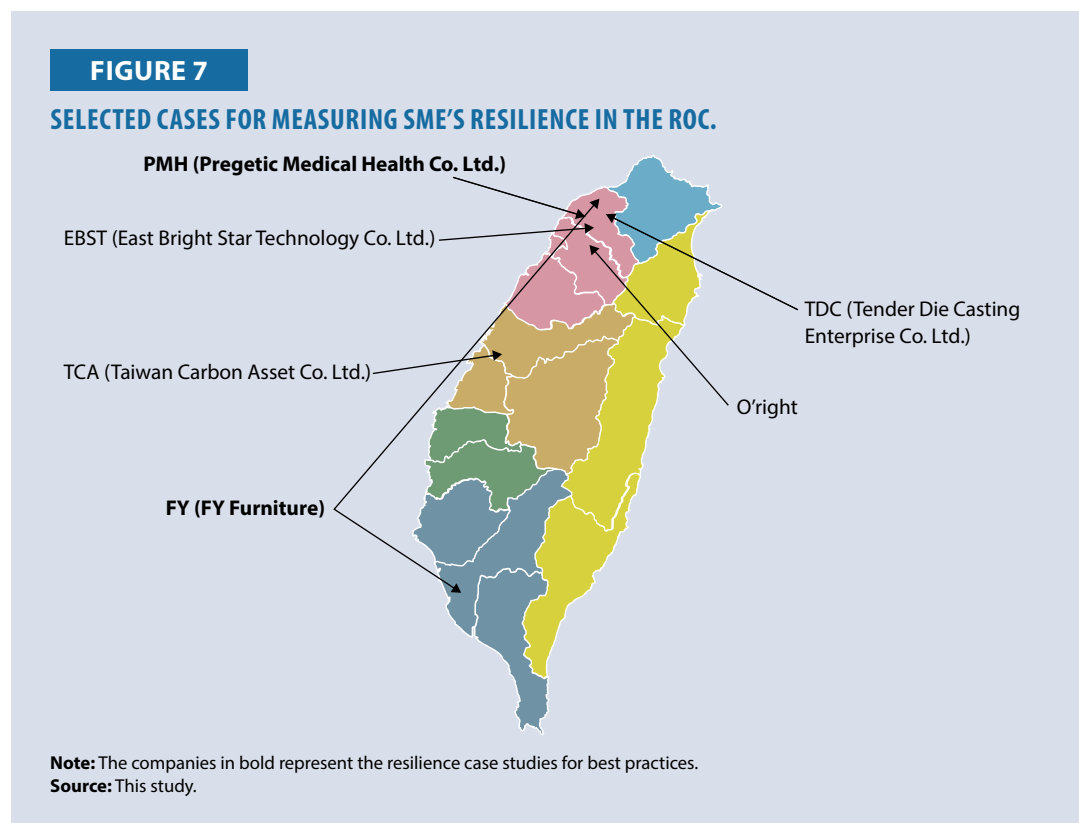 FIGURE 7
SELECTED CASES FOR MEASURING SME'S RESILIENCE IN THE ROC.
PMH (Pregetic Medical Health Co. Ltd.)
EBST (East Bright Star Technology Co. Ltd.)
TDC (Tender Die Casting
Enterprise Co. Ltd.)
TCA (Taiwan Carbon Asset Co. Ltd.)
O'right
FY (FY Furniture)
Note: The companies in bold represent the resilience case studies for best practices.
Source: This study.